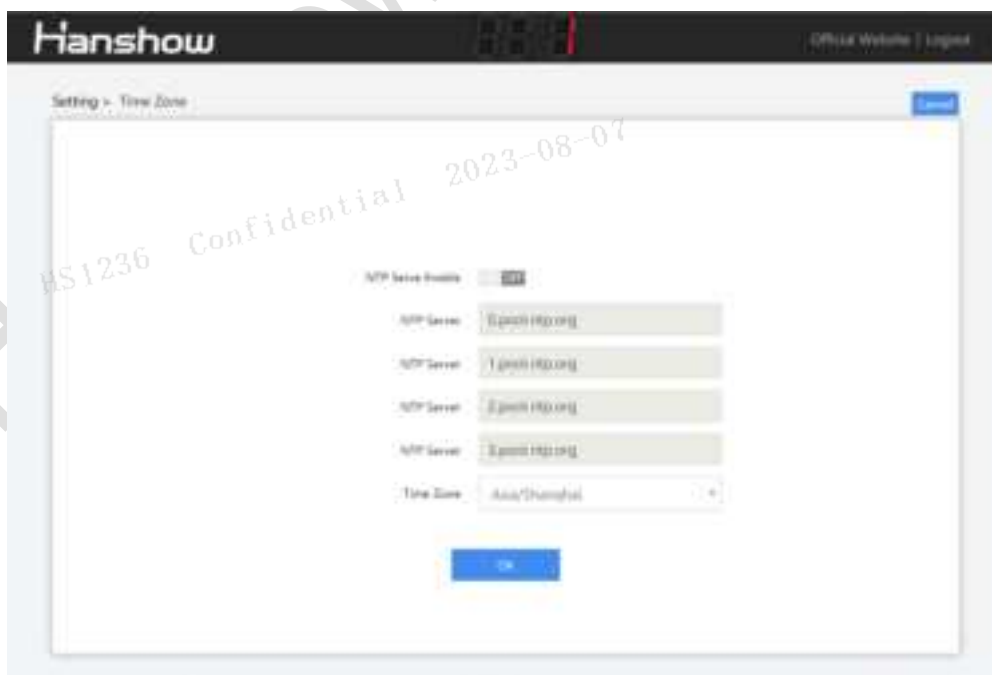 Hanshow
Official Website | Logout
Setting > Time Zone
Cancel
HS1236 Confidential 2023-08-07
NTP Serve Enable OFF
NTP Server 0.pool.ntp.org
NTP Server 1.pool.ntp.org
NTP Server 2.pool.ntp.org
NTP Server 3.pool.ntp.org
Time Zone Asia/Shanghai
OK